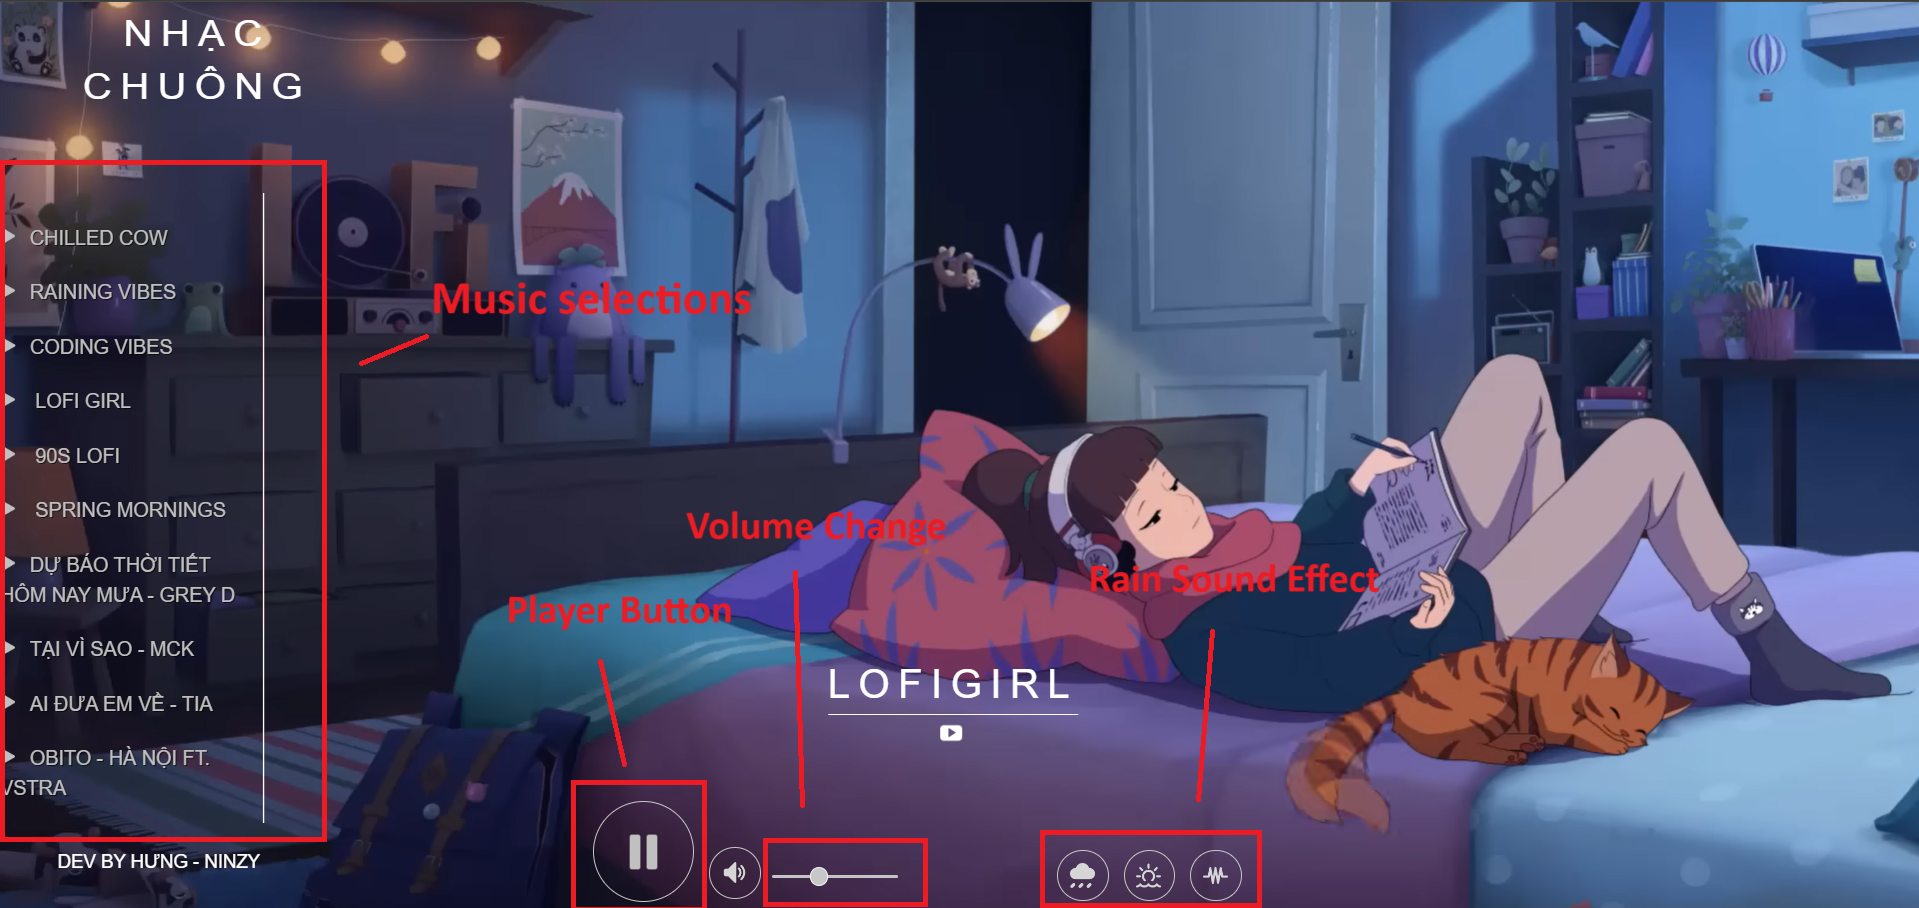 NHẠC
CHUÔNG
LOFi
CHILLED COW
RAINING VIBES
Music selections
CODING VIBES
LOFI GIRL
90S LOFI
SPRING MORNINGS
DỰ BÁO THỜI TIẾT
HÔM NAY MƯA - GREY D
TẠI VÌ SAO - MCK
AI ĐƯA EM VỀ - TIA
OBITO - HÀ NỘI FT.
VSTRA
DEV BY HƯNG - NINZY
Volume Change
Rain Sound Effect
Player Button
LOFIGIRL